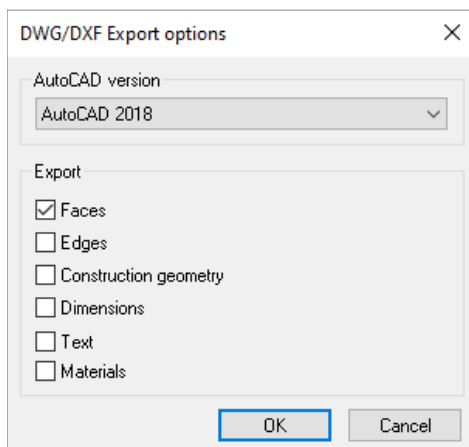 DWG/DXF Export options
AutoCAD version
AutoCAD 2018
Export
Faces
Edges
Construction geometry
Dimensions
Text
Materials
OK Cancel